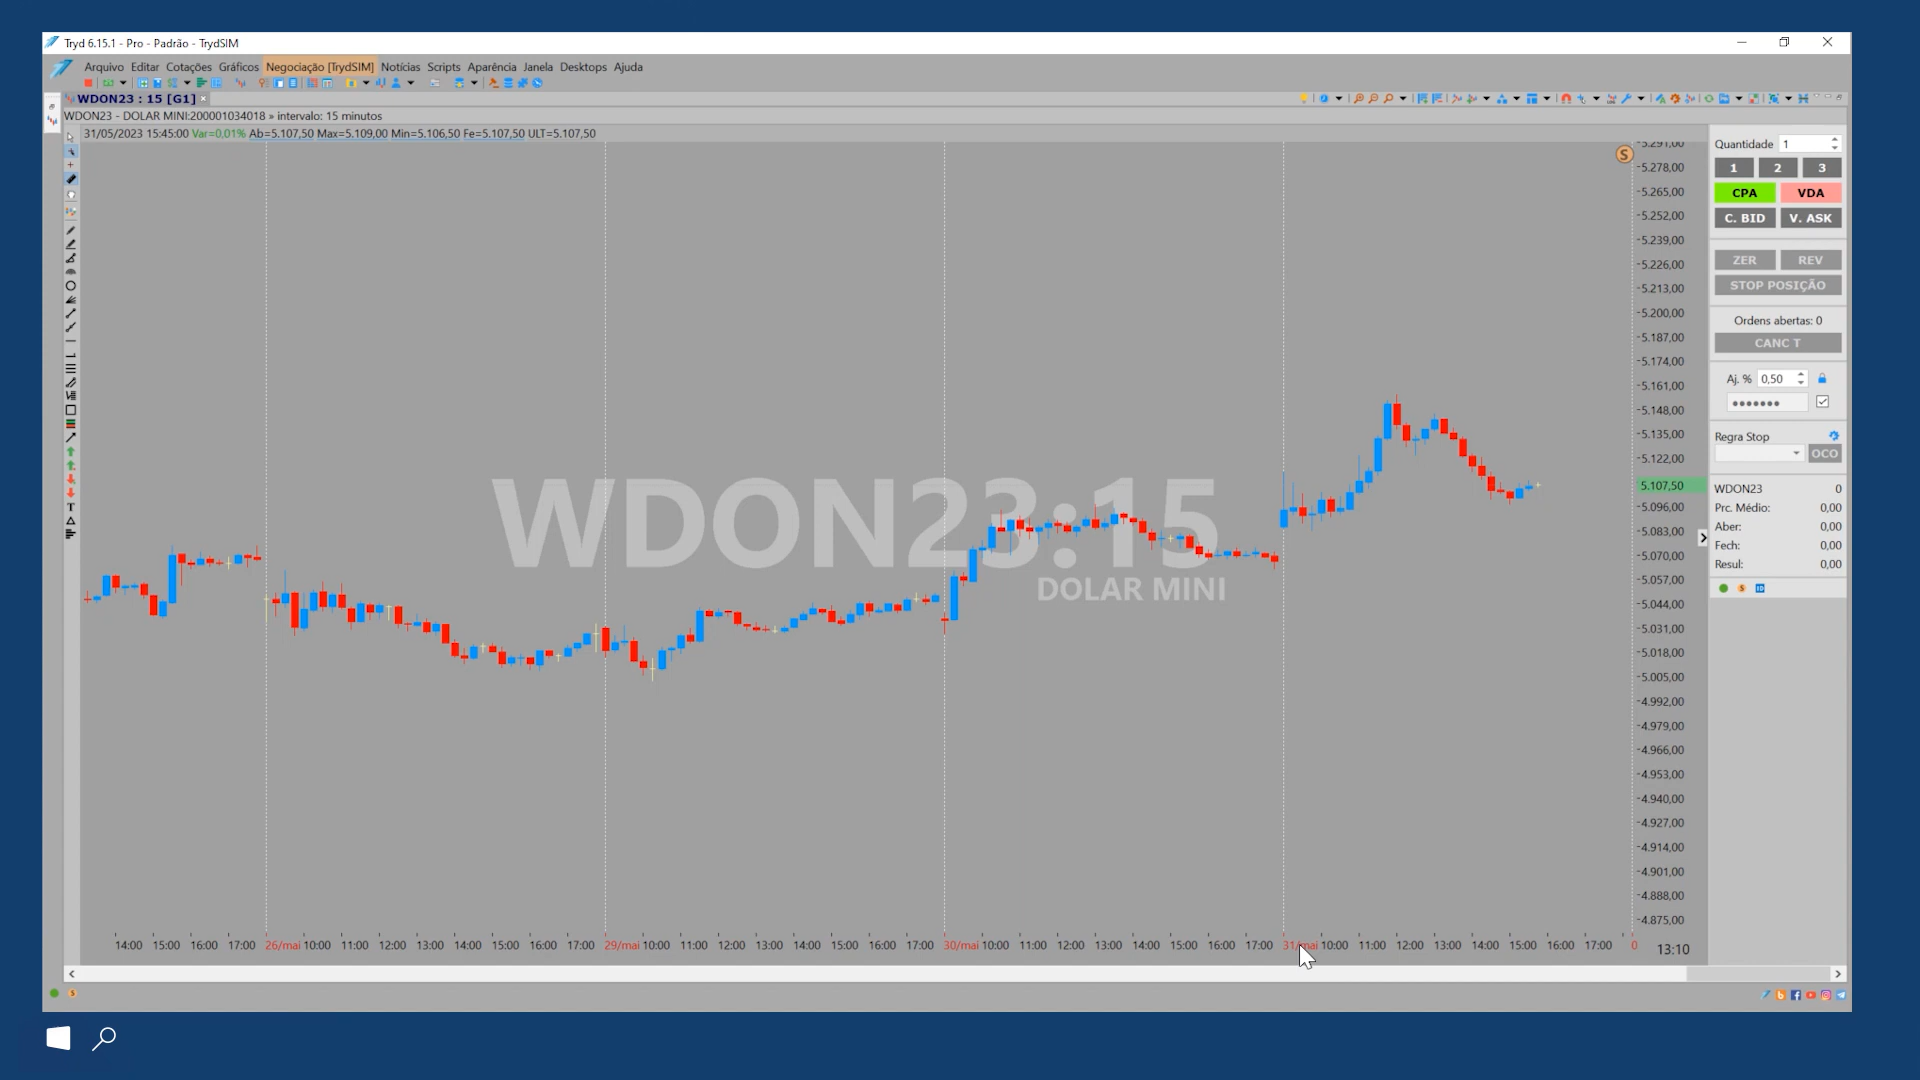 Tryd 6.15.1 - Pro - Padrão - TrydSIM
Arquivo Editar Cotações Gráficos Negociação [TrydSIM] Notícias Scripts Aparência Janela Desktops Ajuda
WDON23 : 15 [G1]
WDON23 - DOLAR MINI:200001034018 » intervalo: 15 minutos
31/05/2023 15:45:00 Var=0,01% Ab=5.107,50 Max=5.109,00 Min=5.106,50 Fe=5.107,50 ULT=5.107,50
S
WDON23:15
DOLAR MINI
5.291,00
5.278,00
5.265,00
5.252,00
5.239,00
5.226,00
5.213,00
5.200,00
5.187,00
5.174,00
5.161,00
5.148,00
5.135,00
5.122,00
5.107,50
5.096,00
5.083,00
5.070,00
5.057,00
5.044,00
5.031,00
5.018,00
5.005,00
4.992,00
4.979,00
4.966,00
4.953,00
4.940,00
4.927,00
4.914,00
4.901,00
4.888,00
4.875,00
14:00 15:00 16:00 17:00 26/mai 10:00 11:00 12:00 13:00 14:00 15:00 16:00 17:00 29/mai 10:00 11:00 12:00 13:00 14:00 15:00 16:00 17:00 30/mai 10:00 11:00 12:00 13:00 14:00 15:00 16:00 17:00 31/mai 10:00 11:00 12:00 13:00 14:00 15:00 16:00 17:00 0
13:10
Quantidade 1
1 2 3
CPA VDA
C. BID V. ASK
ZER REV
STOP POSIÇÃO
Ordens abertas: 0
CANC T
Aj. % 0,50
Regra Stop
OCO
WDON23 0
Prc. Médio: 0,00
Aber: 0,00
Fech: 0,00
Resul: 0,00